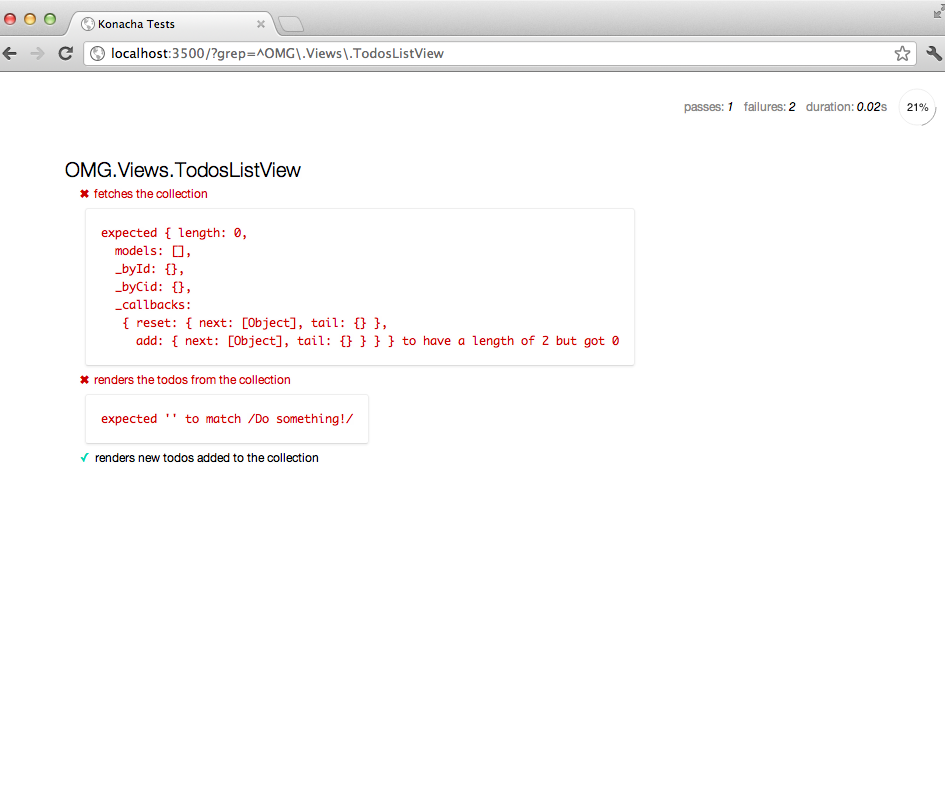 Konacha Tests
localhost:3500/?grep=^OMG\.Views\.TodosListView
passes: 1 failures: 2 duration: 0.02s 21%
OMG.Views.TodosListView
✖ fetches the collection
expected { length: 0,
  models: [],
  _byId: {},
  _byCid: {},
  _callbacks:
   { reset: { next: [Object], tail: {} },
     add: { next: [Object], tail: {} } } } to have a length of 2 but got 0
✖ renders the todos from the collection
expected '' to match /Do something!/
✓ renders new todos added to the collection